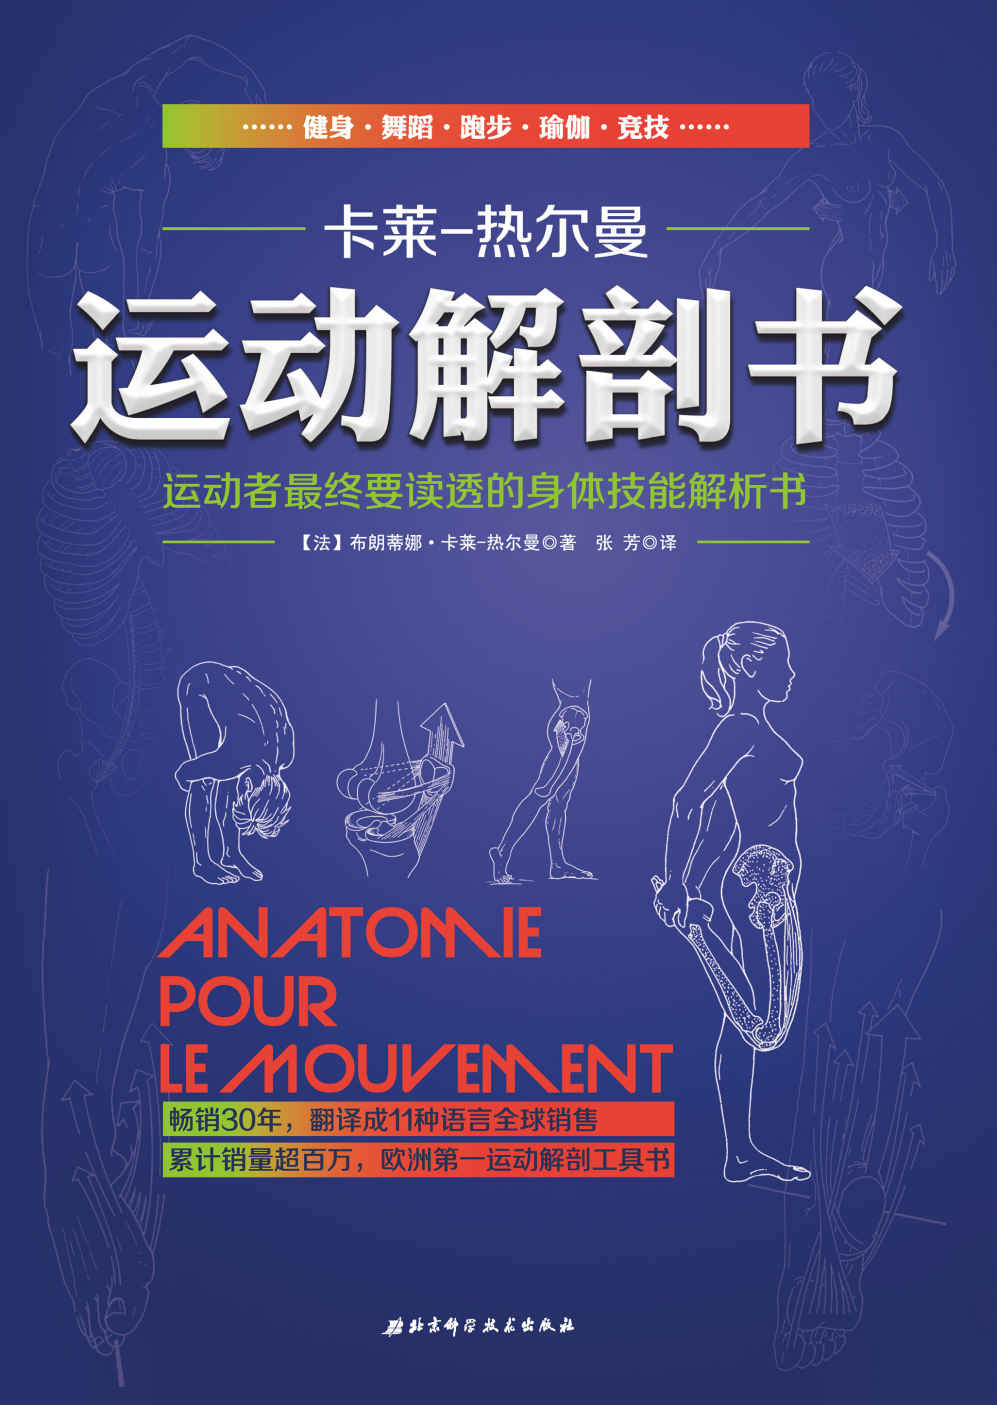 ……健身·舞蹈·跑步·瑜伽·竞技……
卡莱-热尔曼
运动解剖书
运动者最终要读透的身体技能解析书
【法】布朗蒂娜·卡莱-热尔曼◎著 张 芳◎译
ANATOMIE
POUR
LE MOUVEMENT
畅销30年，翻译成11种语言全球销售
累计销量超百万，欧洲第一运动解剖工具书
北京科学技术出版社